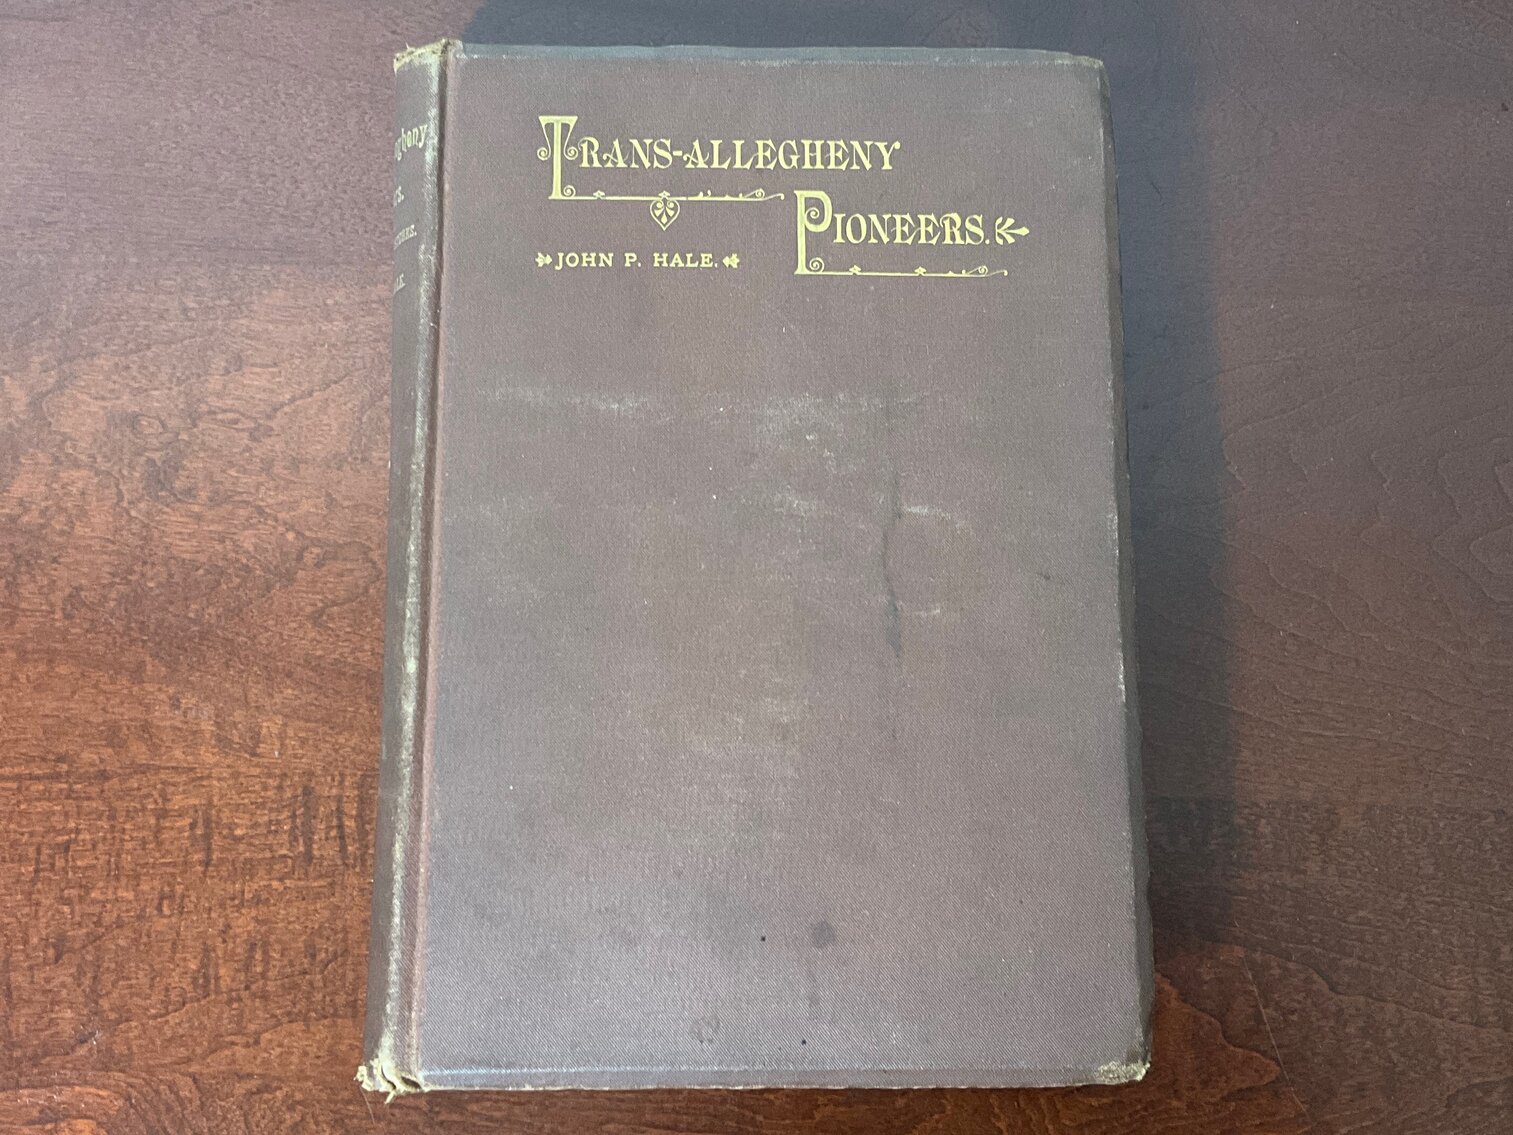 TRANS-ALLEGHENY
PIONEERS.
JOHN P. HALE.